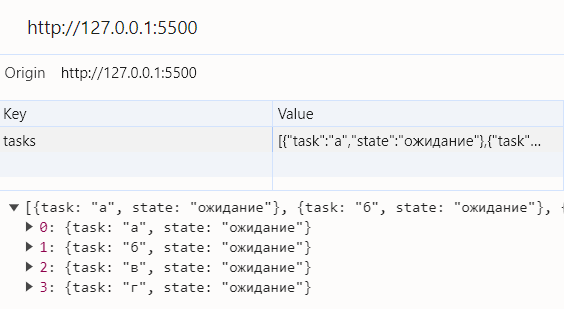 http://127.0.0.1:5500
Origin http://127.0.0.1:5500
Key Value
tasks [{"task":"а","state":"ожидание"},{"task"...
▼ [{task: "а", state: "ожидание"}, {task: "б", state: "ожидание"}, {
▶ 0: {task: "а", state: "ожидание"}
▶ 1: {task: "б", state: "ожидание"}
▶ 2: {task: "в", state: "ожидание"}
▶ 3: {task: "г", state: "ожидание"}